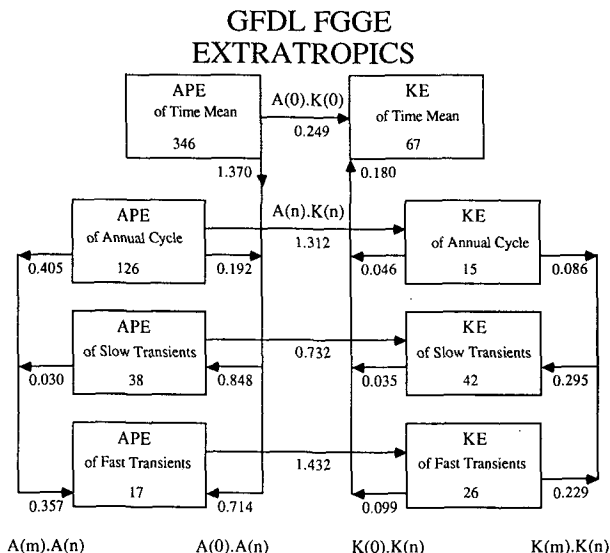 GFDL FGGE
EXTRATROPICS
APE
of Time Mean
346
A(0).K(0)
0.249
KE
of Time Mean
67
1.370
0.180
APE
of Annual Cycle
126
A(n).K(n)
1.312
KE
of Annual Cycle
15
0.405
0.192
0.046
0.086
APE
of Slow Transients
38
0.732
KE
of Slow Transients
42
0.030
0.848
0.035
0.295
APE
of Fast Transients
17
1.432
KE
of Fast Transients
26
0.357
0.714
0.099
0.229
A(m).A(n)
A(0).A(n)
K(0).K(n)
K(m).K(n)